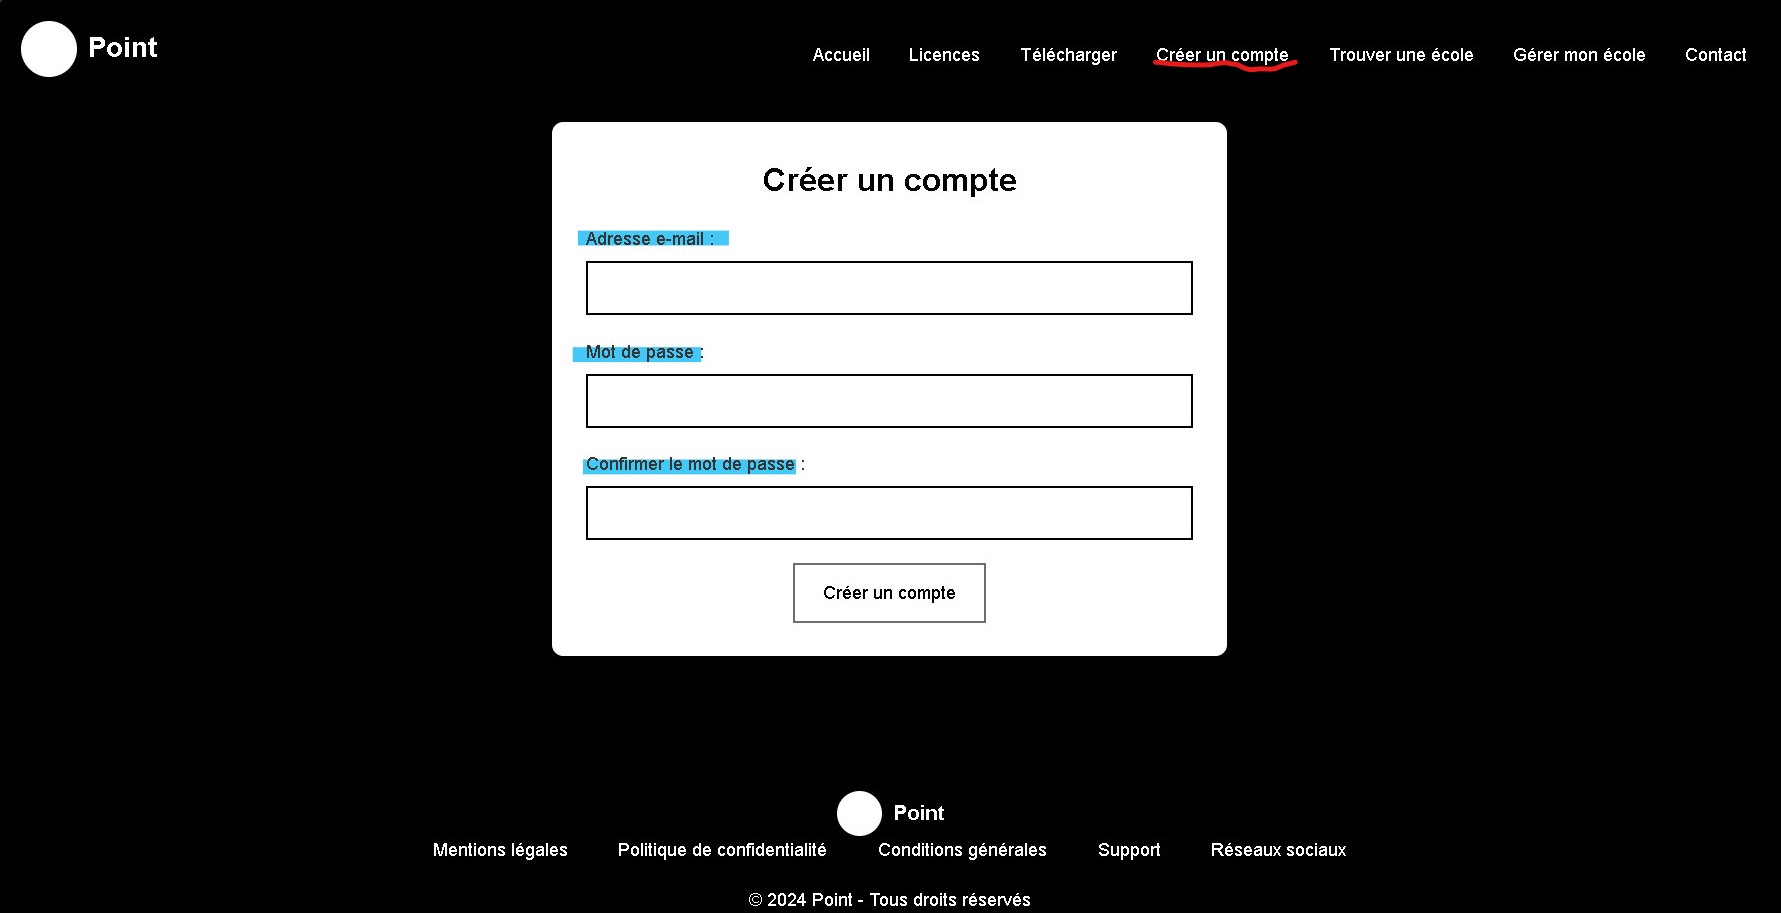 Point
Accueil Licences Télécharger Créer un compte Trouver une école Gérer mon école Contact
Créer un compte
Adresse e-mail :
Mot de passe :
Confirmer le mot de passe :
Créer un compte
Point
Mentions légales Politique de confidentialité Conditions générales Support Réseaux sociaux
© 2024 Point - Tous droits réservés